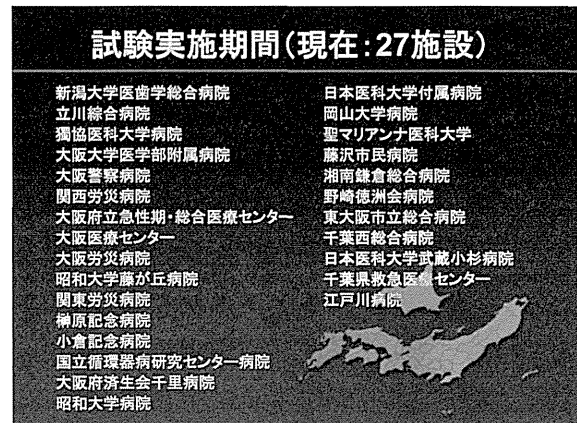 試験実施期間(現在:27施設)
新潟大学医歯学総合病院
立川綜合病院
獨協医科大学病院
大阪大学医学部附属病院
大阪警察病院
関西労災病院
大阪府立急性期・総合医療センター
大阪医療センター
大阪労災病院
昭和大学藤が丘病院
関東労災病院
榊原記念病院
小倉記念病院
国立循環器病研究センター病院
大阪府済生会千里病院
昭和大学病院
日本医科大学付属病院
岡山大学病院
聖マリアンナ医科大学
藤沢市民病院
湘南鎌倉総合病院
野崎徳洲会病院
東大阪市立総合病院
千葉西総合病院
日本医科大学武蔵小杉病院
千葉県救急医療センター
江戸川病院